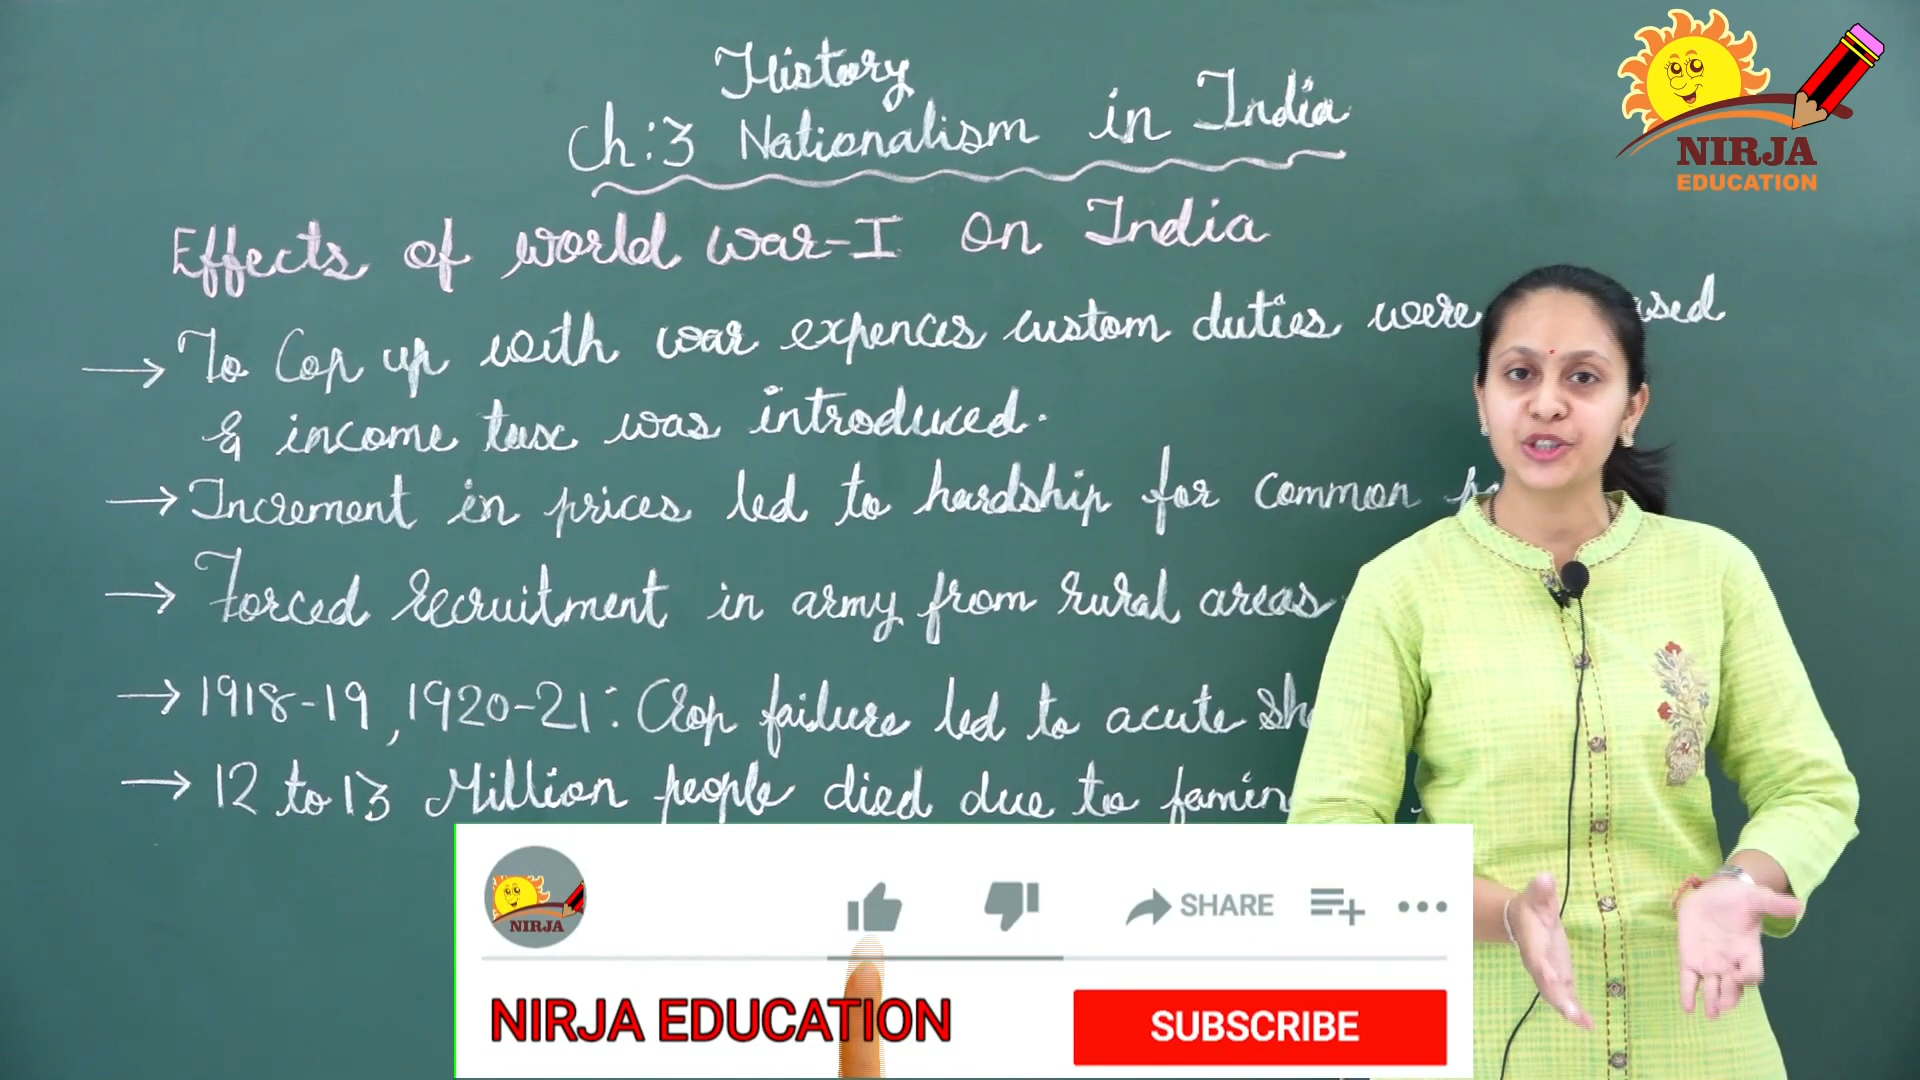 History
Ch:3 Nationalism in India
NIRJA
EDUCATION
Effects of world war-I On India
→ To Cop up with war expences custom duties were
& income tax was introduced.
→ Increment in prices led to hardship for common
→ Forced recruitment in army from rural areas
→ 1918-19, 1920-21: Crop failure led to acute
→ 12 to 13 Million people died due to
NIRJA
SHARE
NIRJA EDUCATION
SUBSCRIBE